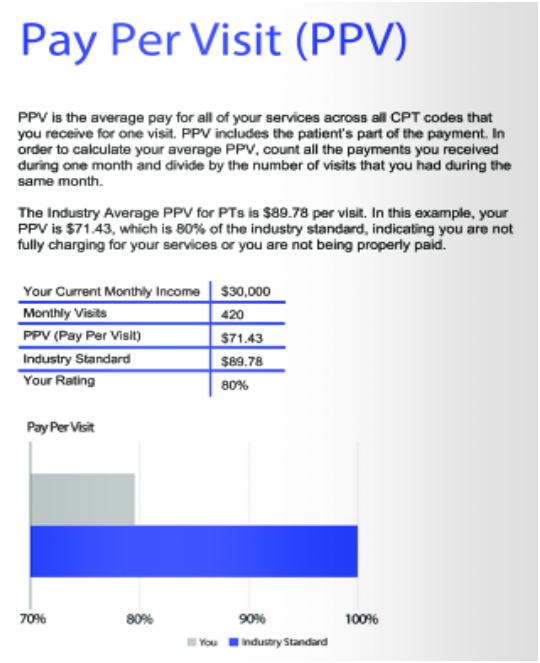 Pay Per Visit (PPV)
PPV is the average pay for all of your services across all CPT codes that
you receive for one visit. PPV includes the patient's part of the payment. In
order to calculate your average PPV, count all the payments you received
during one month and divide by the number of visits that you had during the
same month.
The Industry Average PPV for PTs is $89.78 per visit. In this example, your
PPV is $71.43, which is 80% of the industry standard, indicating you are not
fully charging for your services or you are not being properly paid.
Your Current Monthly Income $30,000
Monthly Visits 420
PPV (Pay Per Visit) $71.43
Industry Standard $89.78
Your Rating 80%
Pay Per Visit
70% 80% 90% 100%
You Industry Standard